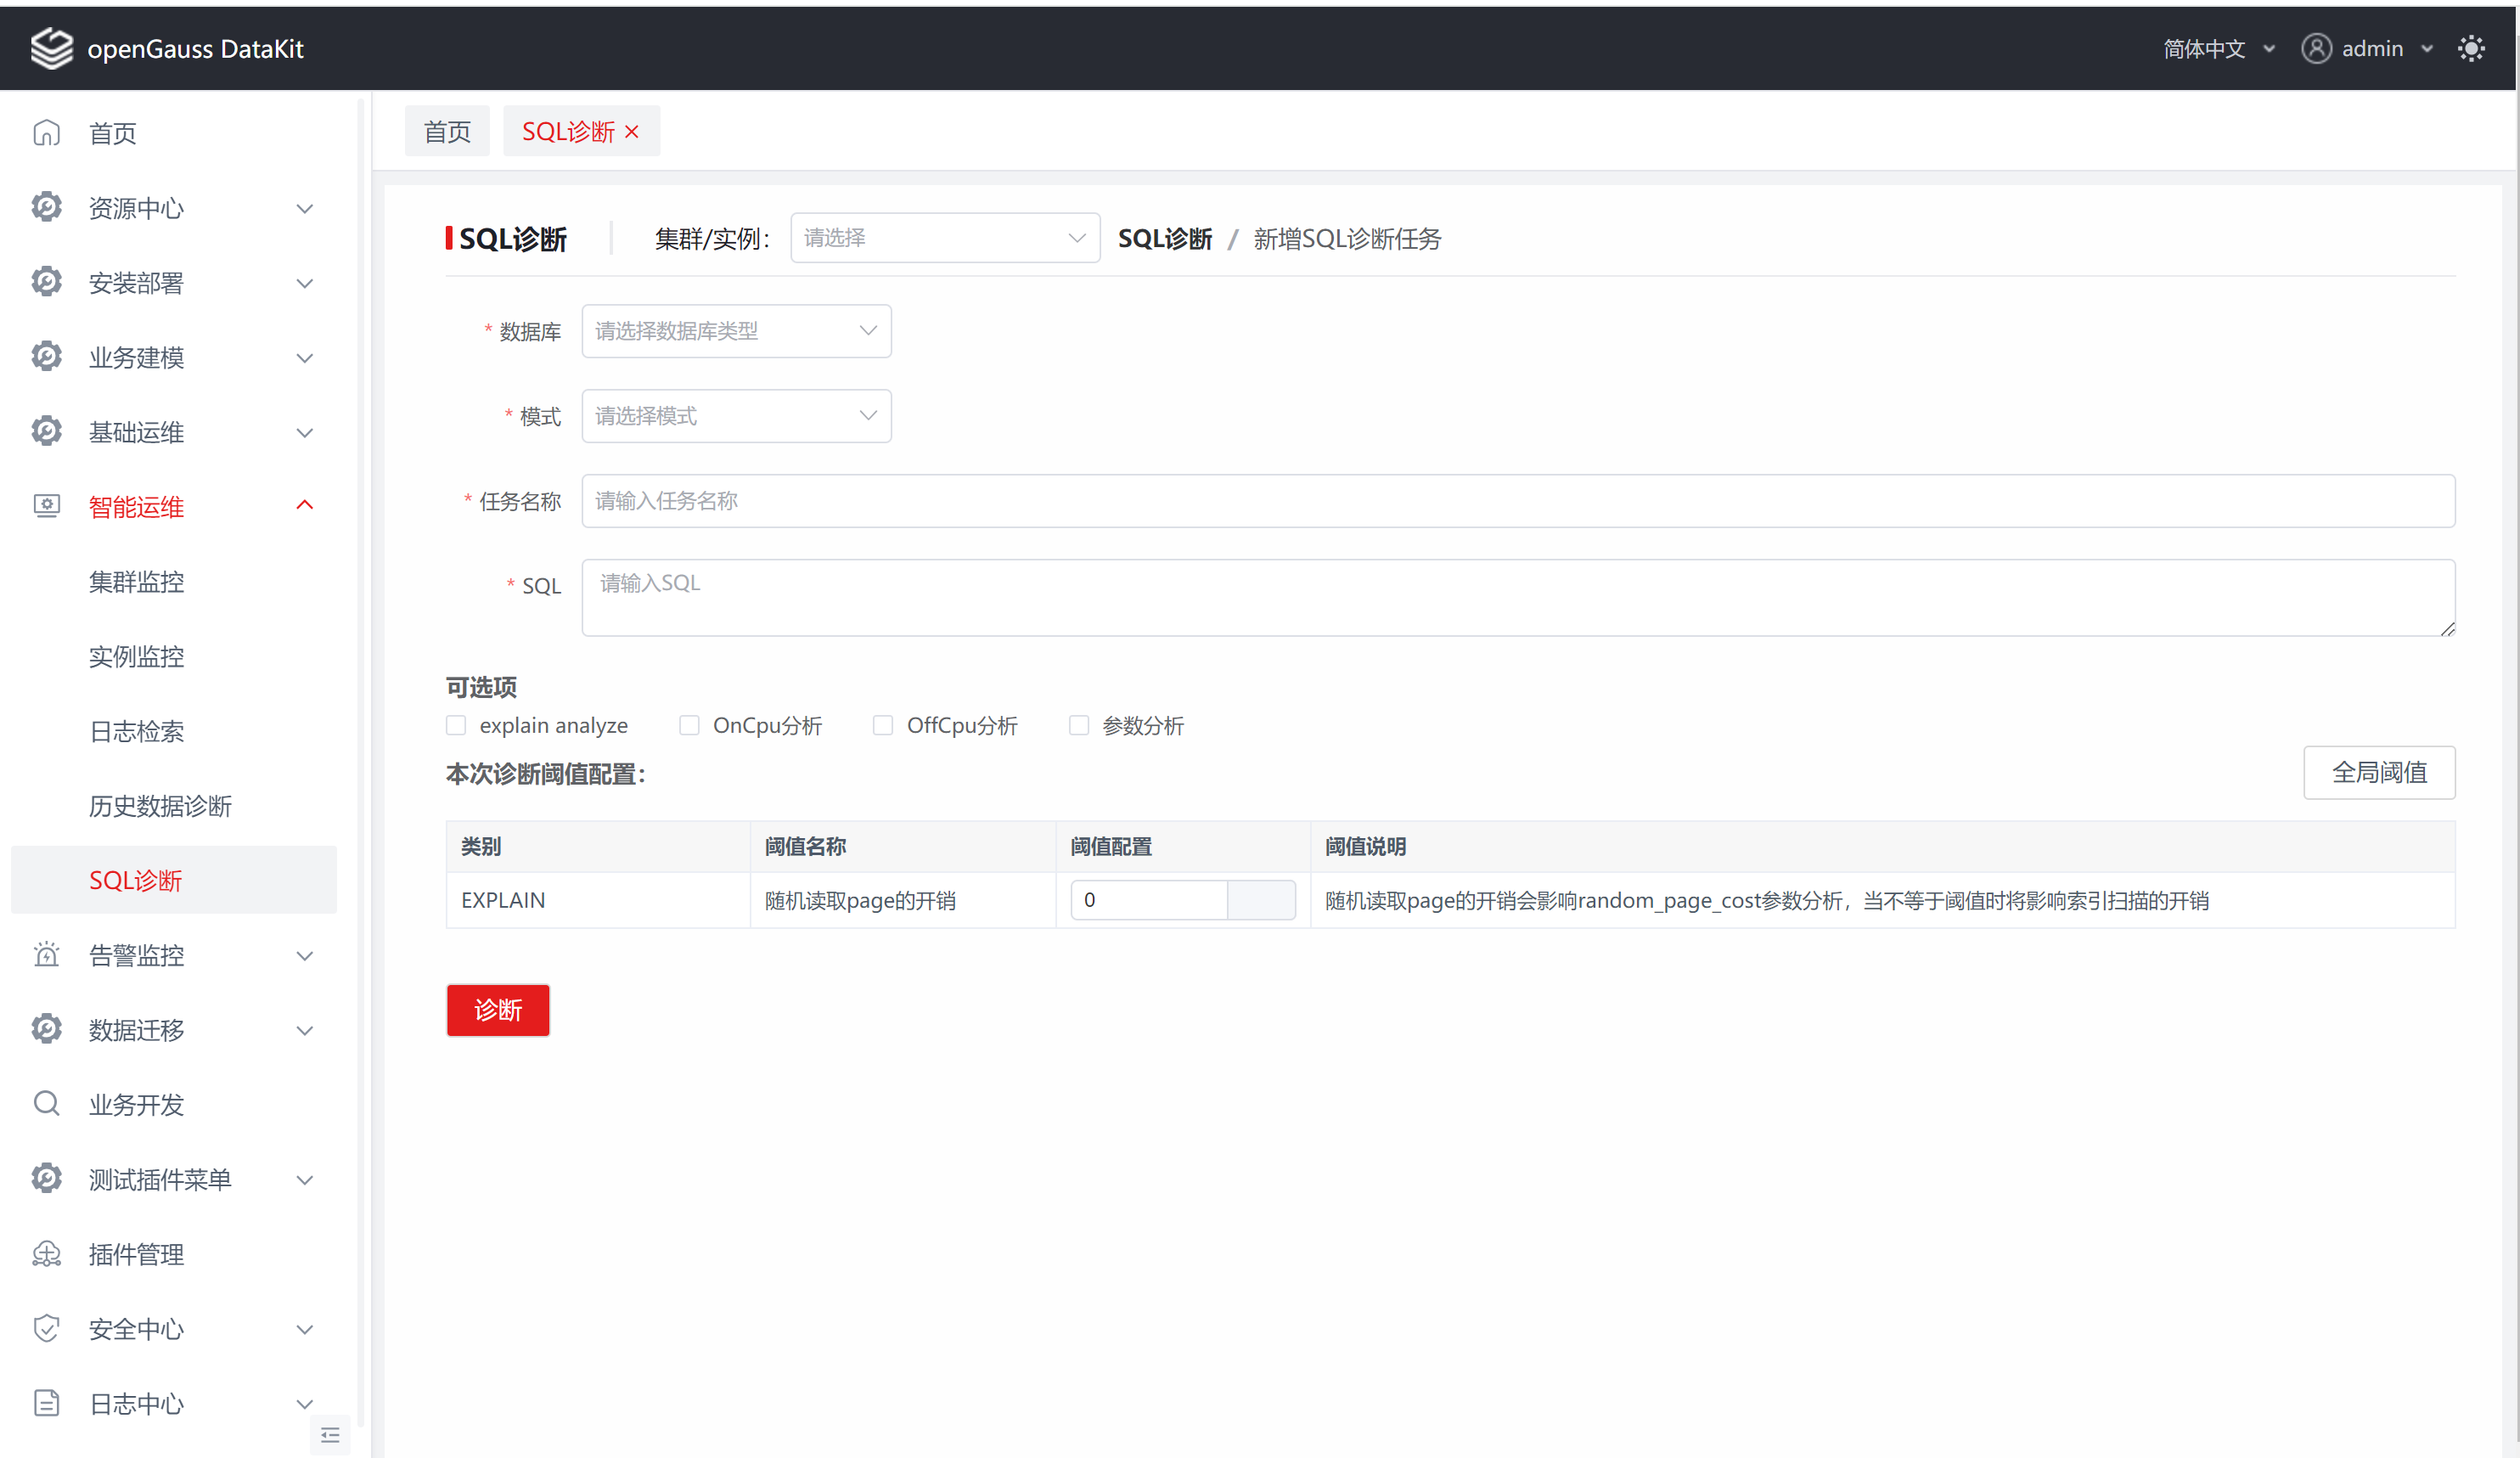 openGauss DataKit
简体中文
admin
首页
资源中心
安装部署
业务建模
基础运维
智能运维
集群监控
实例监控
日志检索
历史数据诊断
SQL诊断
告警监控
数据迁移
业务开发
测试插件菜单
插件管理
安全中心
日志中心
首页
SQL诊断
SQL诊断
集群/实例：
请选择
SQL诊断 / 新增SQL诊断任务
* 数据库
请选择数据库类型
* 模式
请选择模式
* 任务名称
请输入任务名称
* SQL
请输入SQL
可选项
explain analyze
OnCpu分析
OffCpu分析
参数分析
本次诊断阈值配置：
全局阈值
类别
阈值名称
阈值配置
阈值说明
EXPLAIN
随机读取page的开销
0
随机读取page的开销会影响random_page_cost参数分析，当不等于阈值时将影响索引扫描的开销
诊断